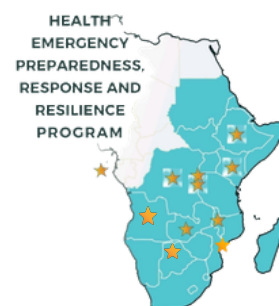 HEALTH
EMERGENCY
PREPAREDNESS,
RESPONSE AND
RESILIENCE
PROGRAM